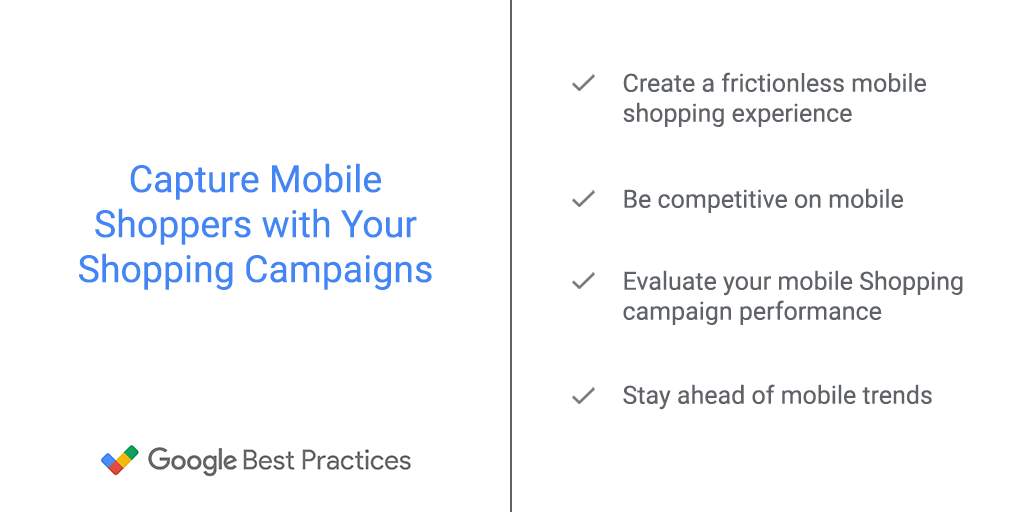 Capture Mobile
Shoppers with Your
Shopping Campaigns
Google Best Practices
Create a frictionless mobile
shopping experience
Be competitive on mobile
Evaluate your mobile Shopping
campaign performance
Stay ahead of mobile trends